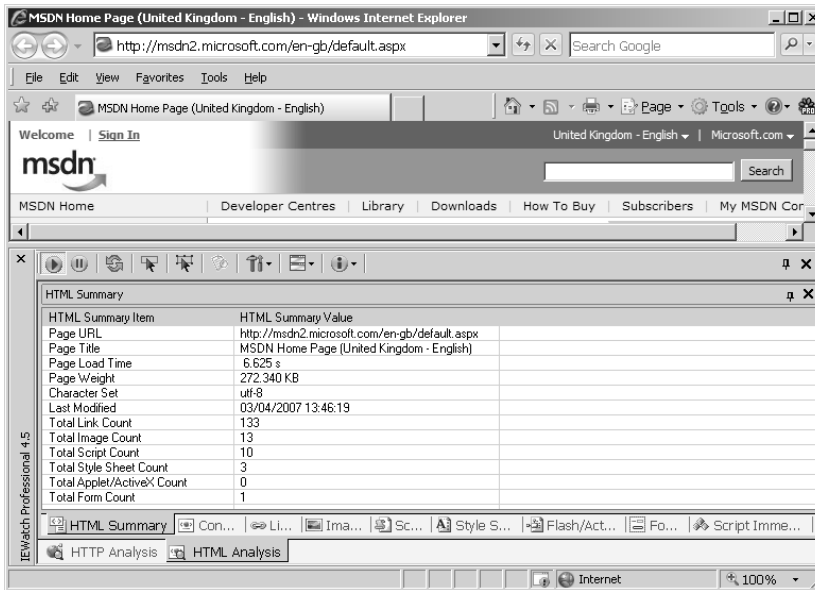 MSDN Home Page (United Kingdom - English) - Windows Internet Explorer
http://msdn2.microsoft.com/en-gb/default.aspx Search Google
File Edit View Favorites Tools Help
MSDN Home Page (United Kingdom - English) Page Tools PRO
Welcome | Sign In United Kingdom - English | Microsoft.com
msdn Search
MSDN Home | Developer Centres | Library | Downloads | How To Buy | Subscribers | My MSDN Cor
HTML Summary
HTML Summary Item HTML Summary Value
Page URL http://msdn2.microsoft.com/en-gb/default.aspx
Page Title MSDN Home Page (United Kingdom - English)
Page Load Time 6.625 s
Page Weight 272.340 KB
Character Set utf-8
Last Modified 03/04/2007 13:46:19
Total Link Count 133
Total Image Count 13
Total Script Count 10
Total Style Sheet Count 3
Total Applet/ActiveX Count 0
Total Form Count 1
IEWatch Professional 4.5
HTML Summary Con... Li... Ima... Sc... Style S... Flash/Act... Fo... Script Imme...
HTTP Analysis HTML Analysis
Internet 100%